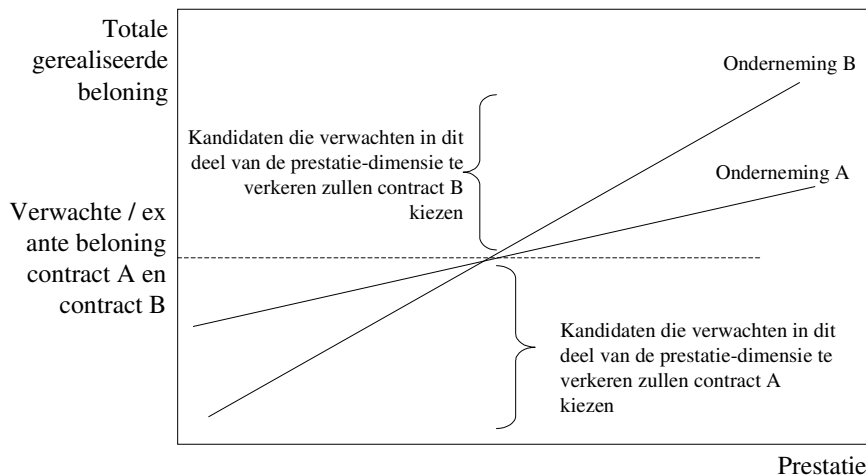 Totale
gerealiseerde
beloning
Onderneming B
Kandidaten die verwachten in dit
deel van de prestatie-dimensie te
verkeren zullen contract B
kiezen
Onderneming A
Verwachte / ex
ante beloning
contract A en
contract B
Kandidaten die verwachten in dit
deel van de prestatie-dimensie te
verkeren zullen contract A
kiezen
Prestatie